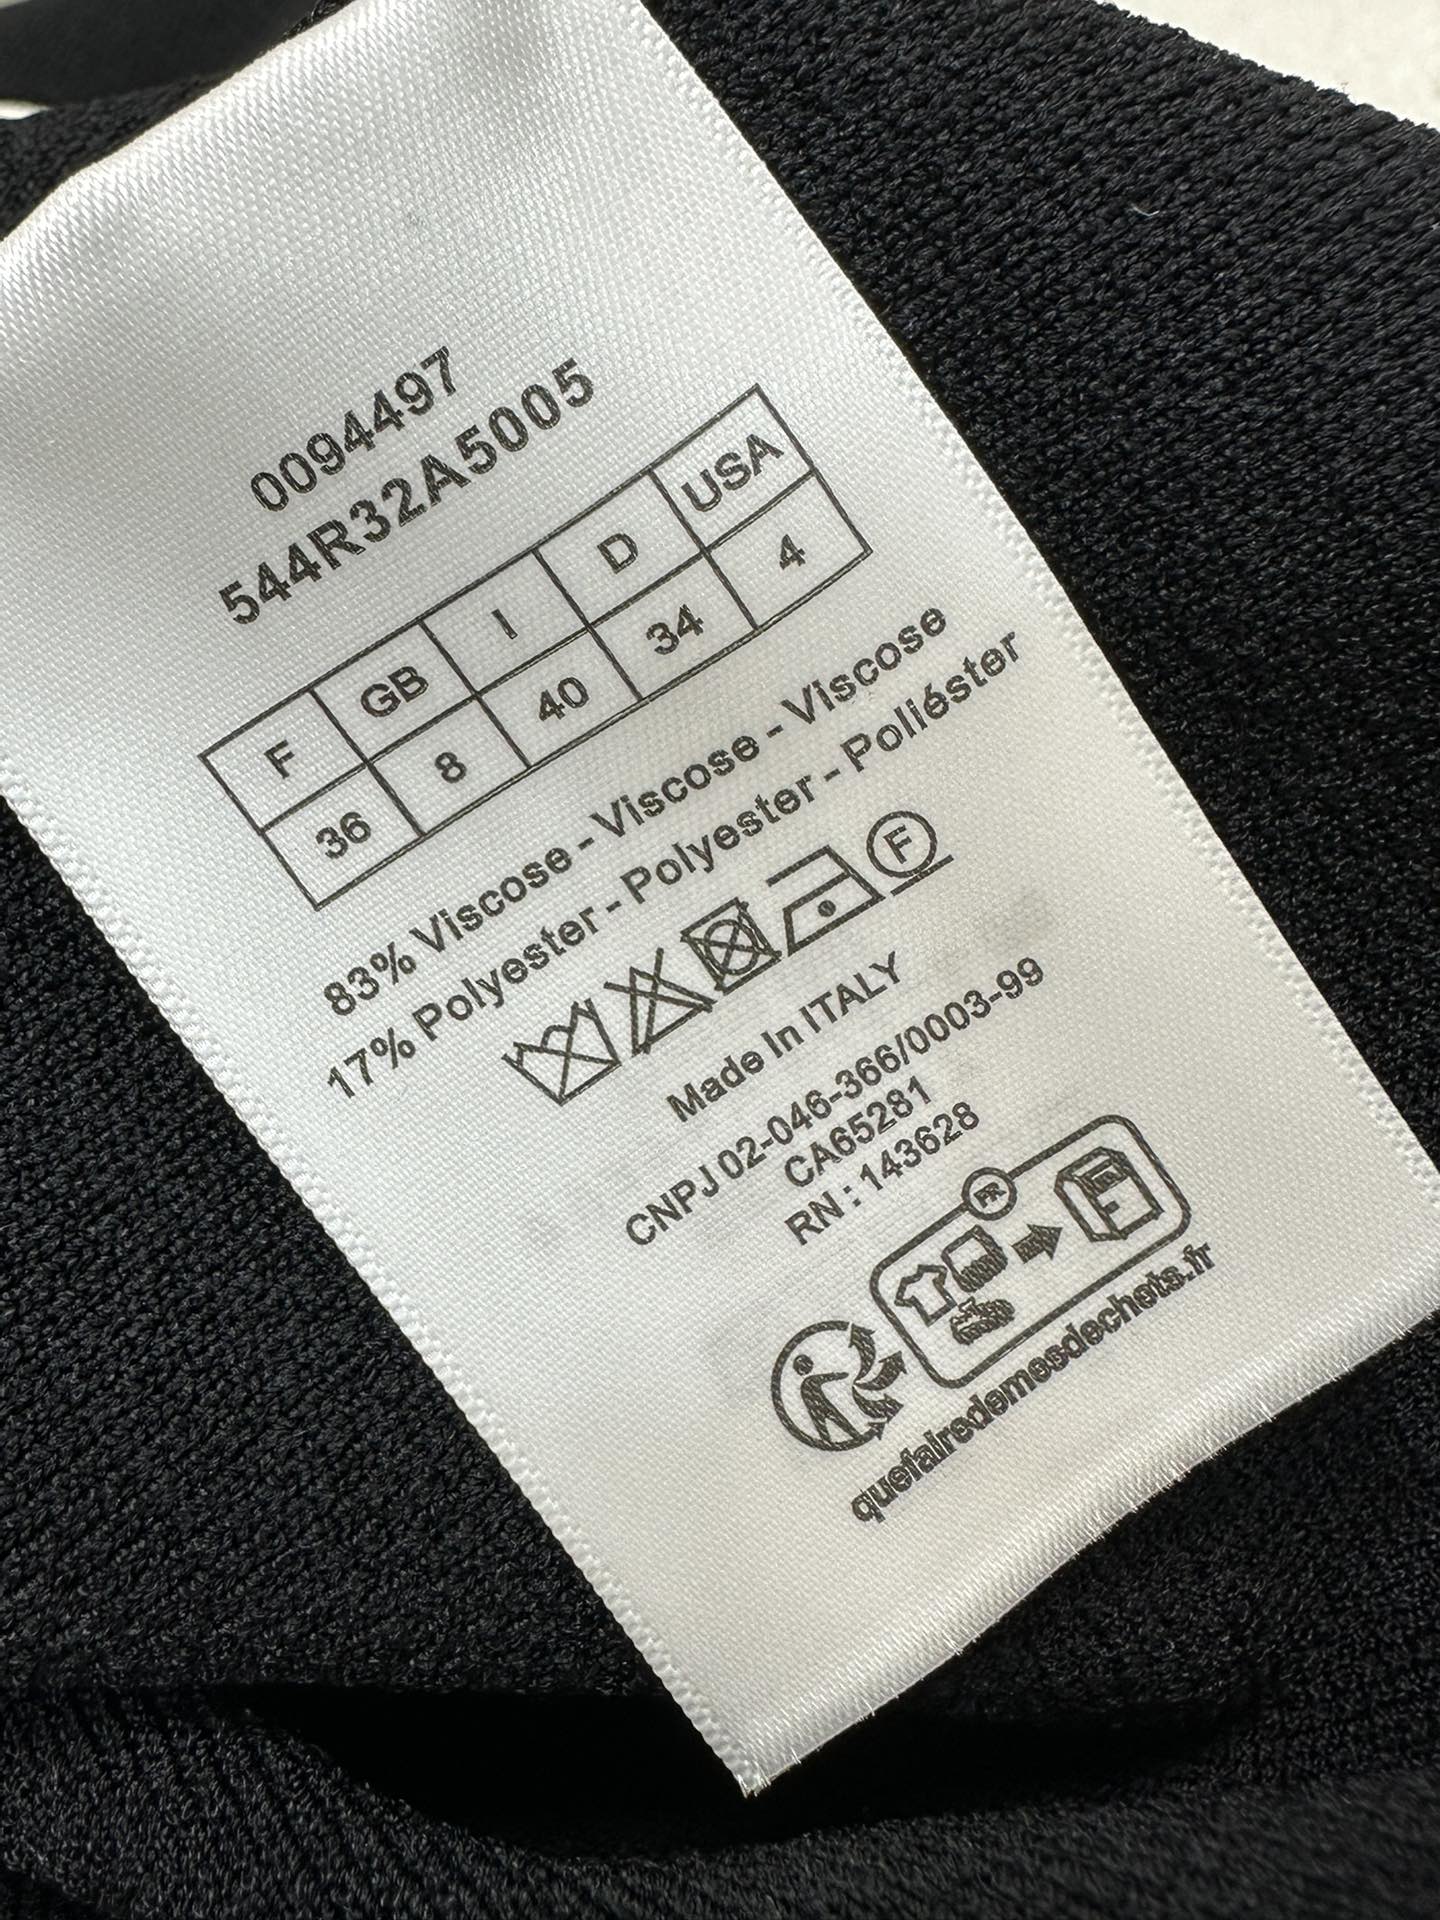 0094497
544R32A5005
F GB I D USA
36 8 40 34 4
83% Viscose - Viscose - Viscose
17% Polyester - Polyester - Poliéster
F
Made In ITALY
CNPJ 02-046-366/0003-99
CA65281
RN : 143628
FR
quefairedemesdechets.fr